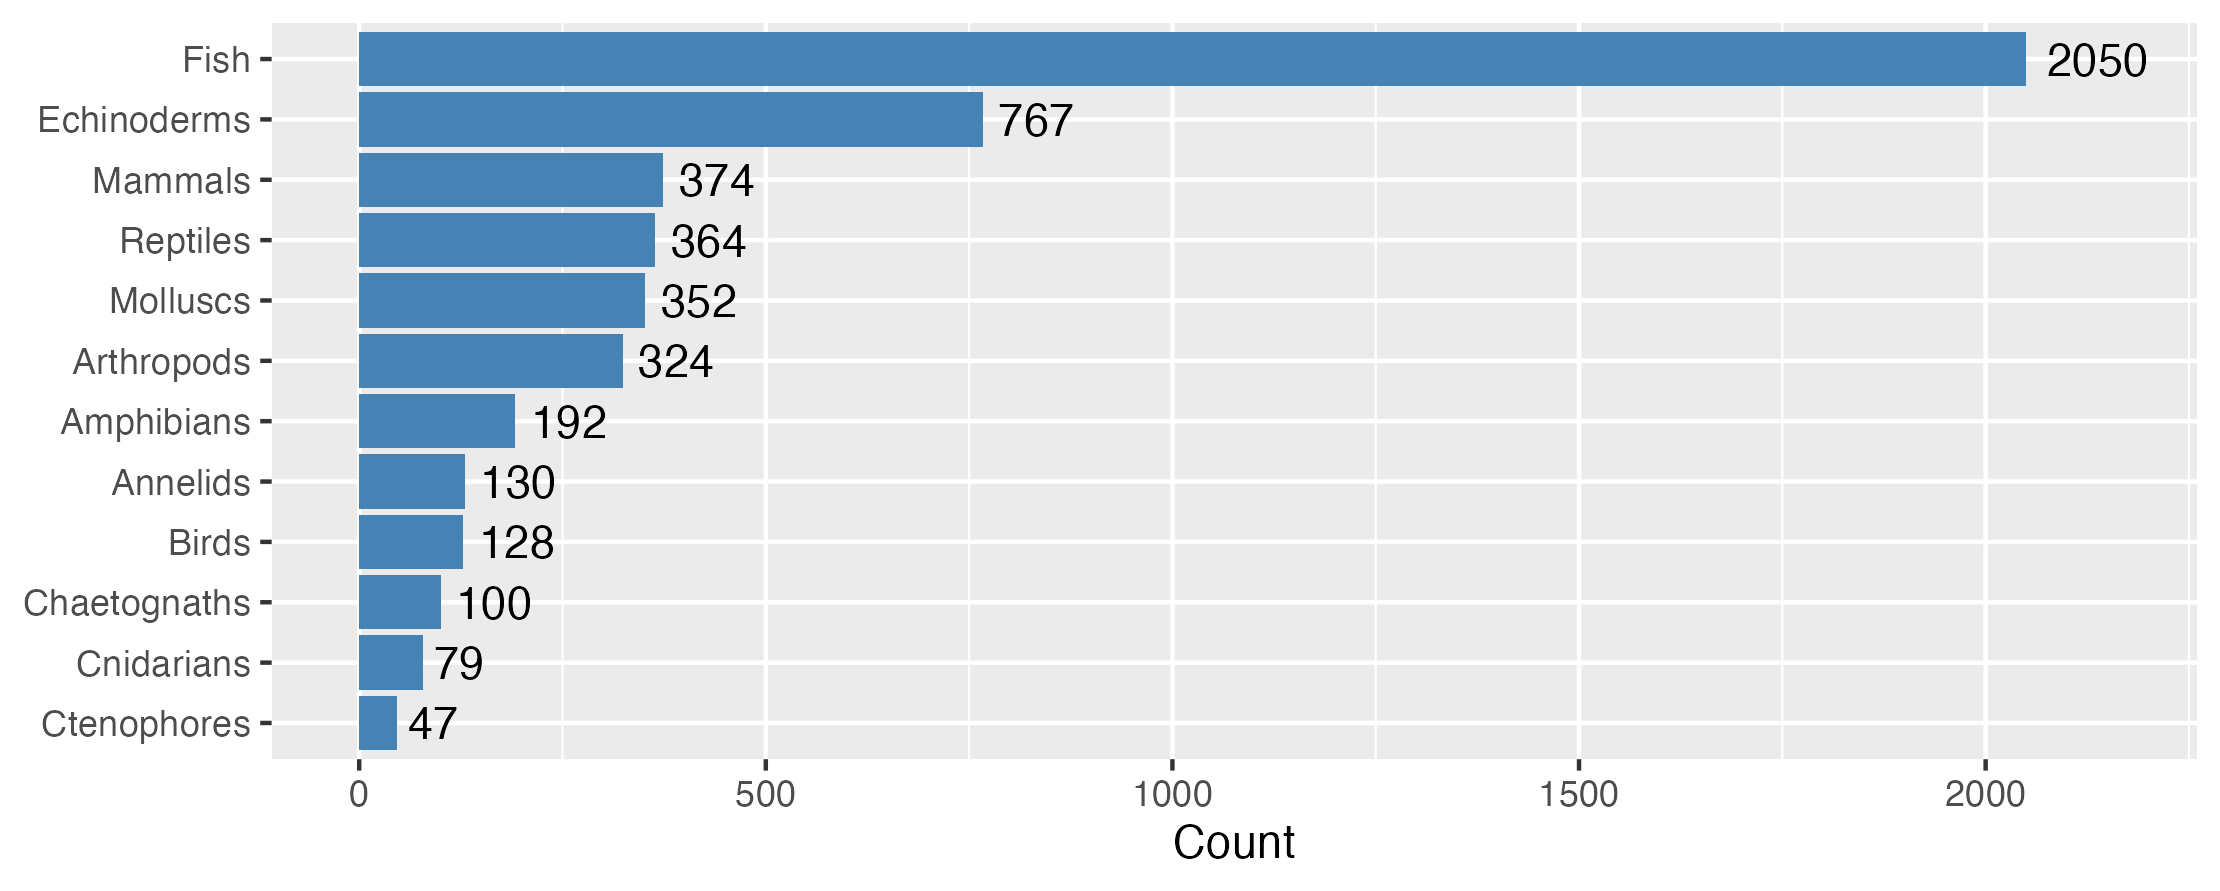 Fish 2050
Echinoderms 767
Mammals 374
Reptiles 364
Molluscs 352
Arthropods 324
Amphibians 192
Annelids 130
Birds 128
Chaetognaths 100
Cnidarians 79
Ctenophores 47
0 500 1000 1500 2000
Count